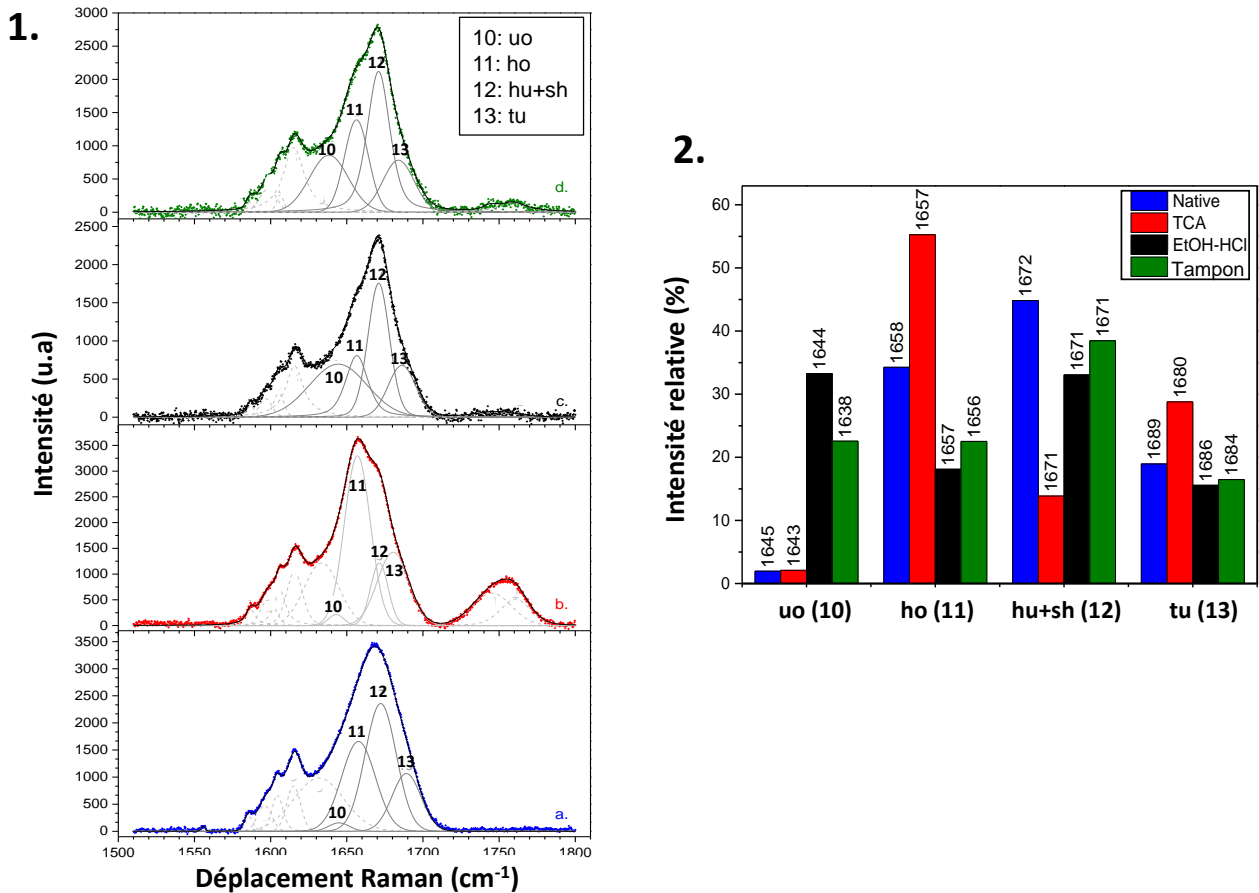 1.
Intensité (u.a)
3000
2500
2000
1500
1000
500
0
10: uo
11: ho
12: hu+sh
13: tu
12
11
10
13
d.
2500
2000
1500
1000
500
0
12
11
10
13
c.
3500
3000
2500
2000
1500
1000
500
0
11
12
13
10
b.
3500
3000
2500
2000
1500
1000
500
0
12
11
13
10
a.
1500 1600 1650 1700 1750 1800
Déplacement Raman (cm-1)
2.
Intensité relative (%)
60
50
40
30
20
10
0
Native
TCA
EtOH-HCl
Tampon
1645 1643 1644 1638
1658 1657 1657 1656
1672 1671 1671 1671
1689 1680 1686 1684
uo (10) ho (11) hu+sh (12) tu (13)